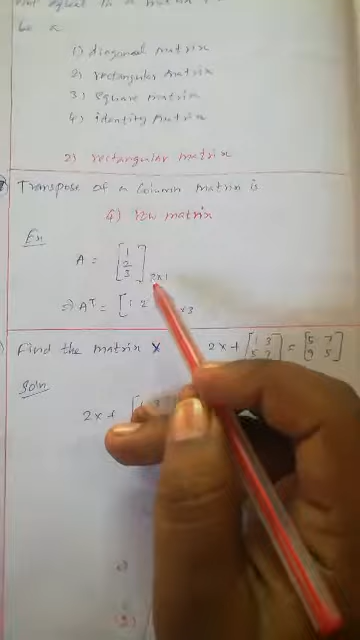 be a
1) diagonal matrix
2) rectangular matrix
3) square matrix
4) identity matrix
2) rectangular matrix
Transpose of a column matrix is
4) row matrix
Ex
A = [1 2 3]
⇒ Aᵀ = [1 2
Find the matrix X 2x + [1 3 5 7] = [5 7 9 5]
Soln
2x + [1 3